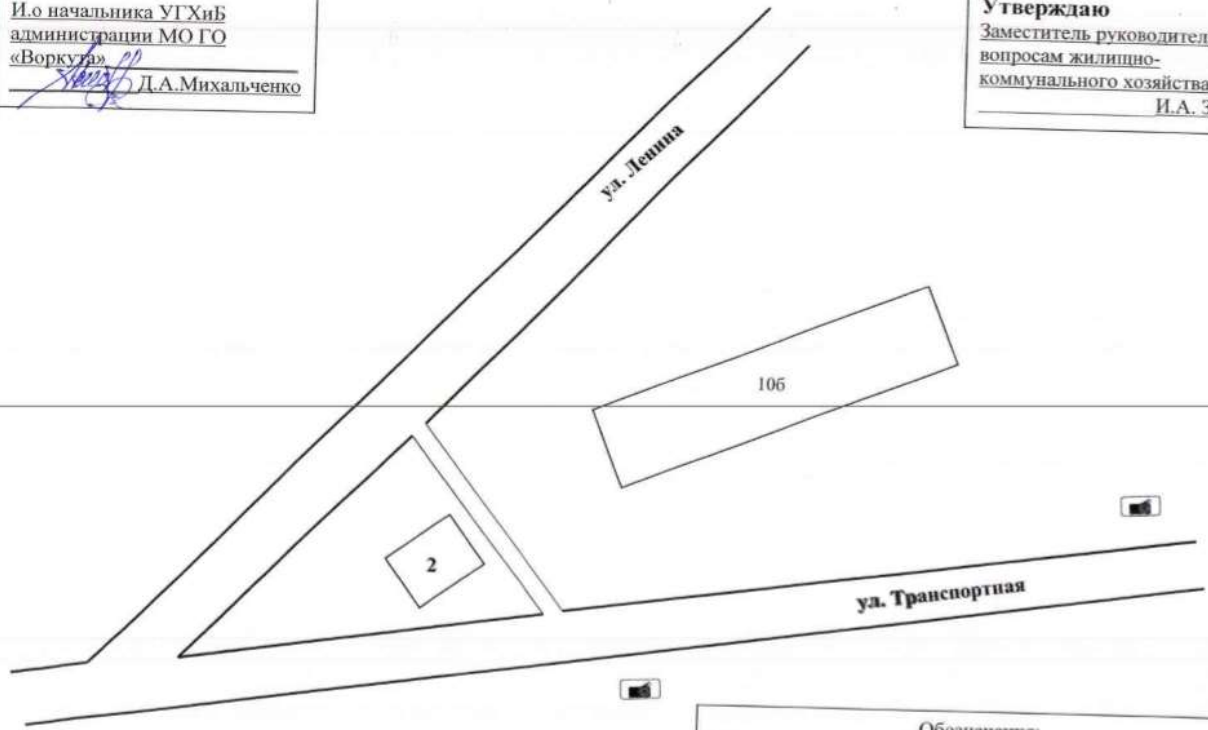 И.о начальника УГХиБ
администрации МО ГО
«Воркута»
Д.А.Михальченко
Утверждаю
Заместитель руководител
вопросам жилищно-
коммунального хозяйства
И.А. З
ул. Ленина
10б
2
ул. Транспортная